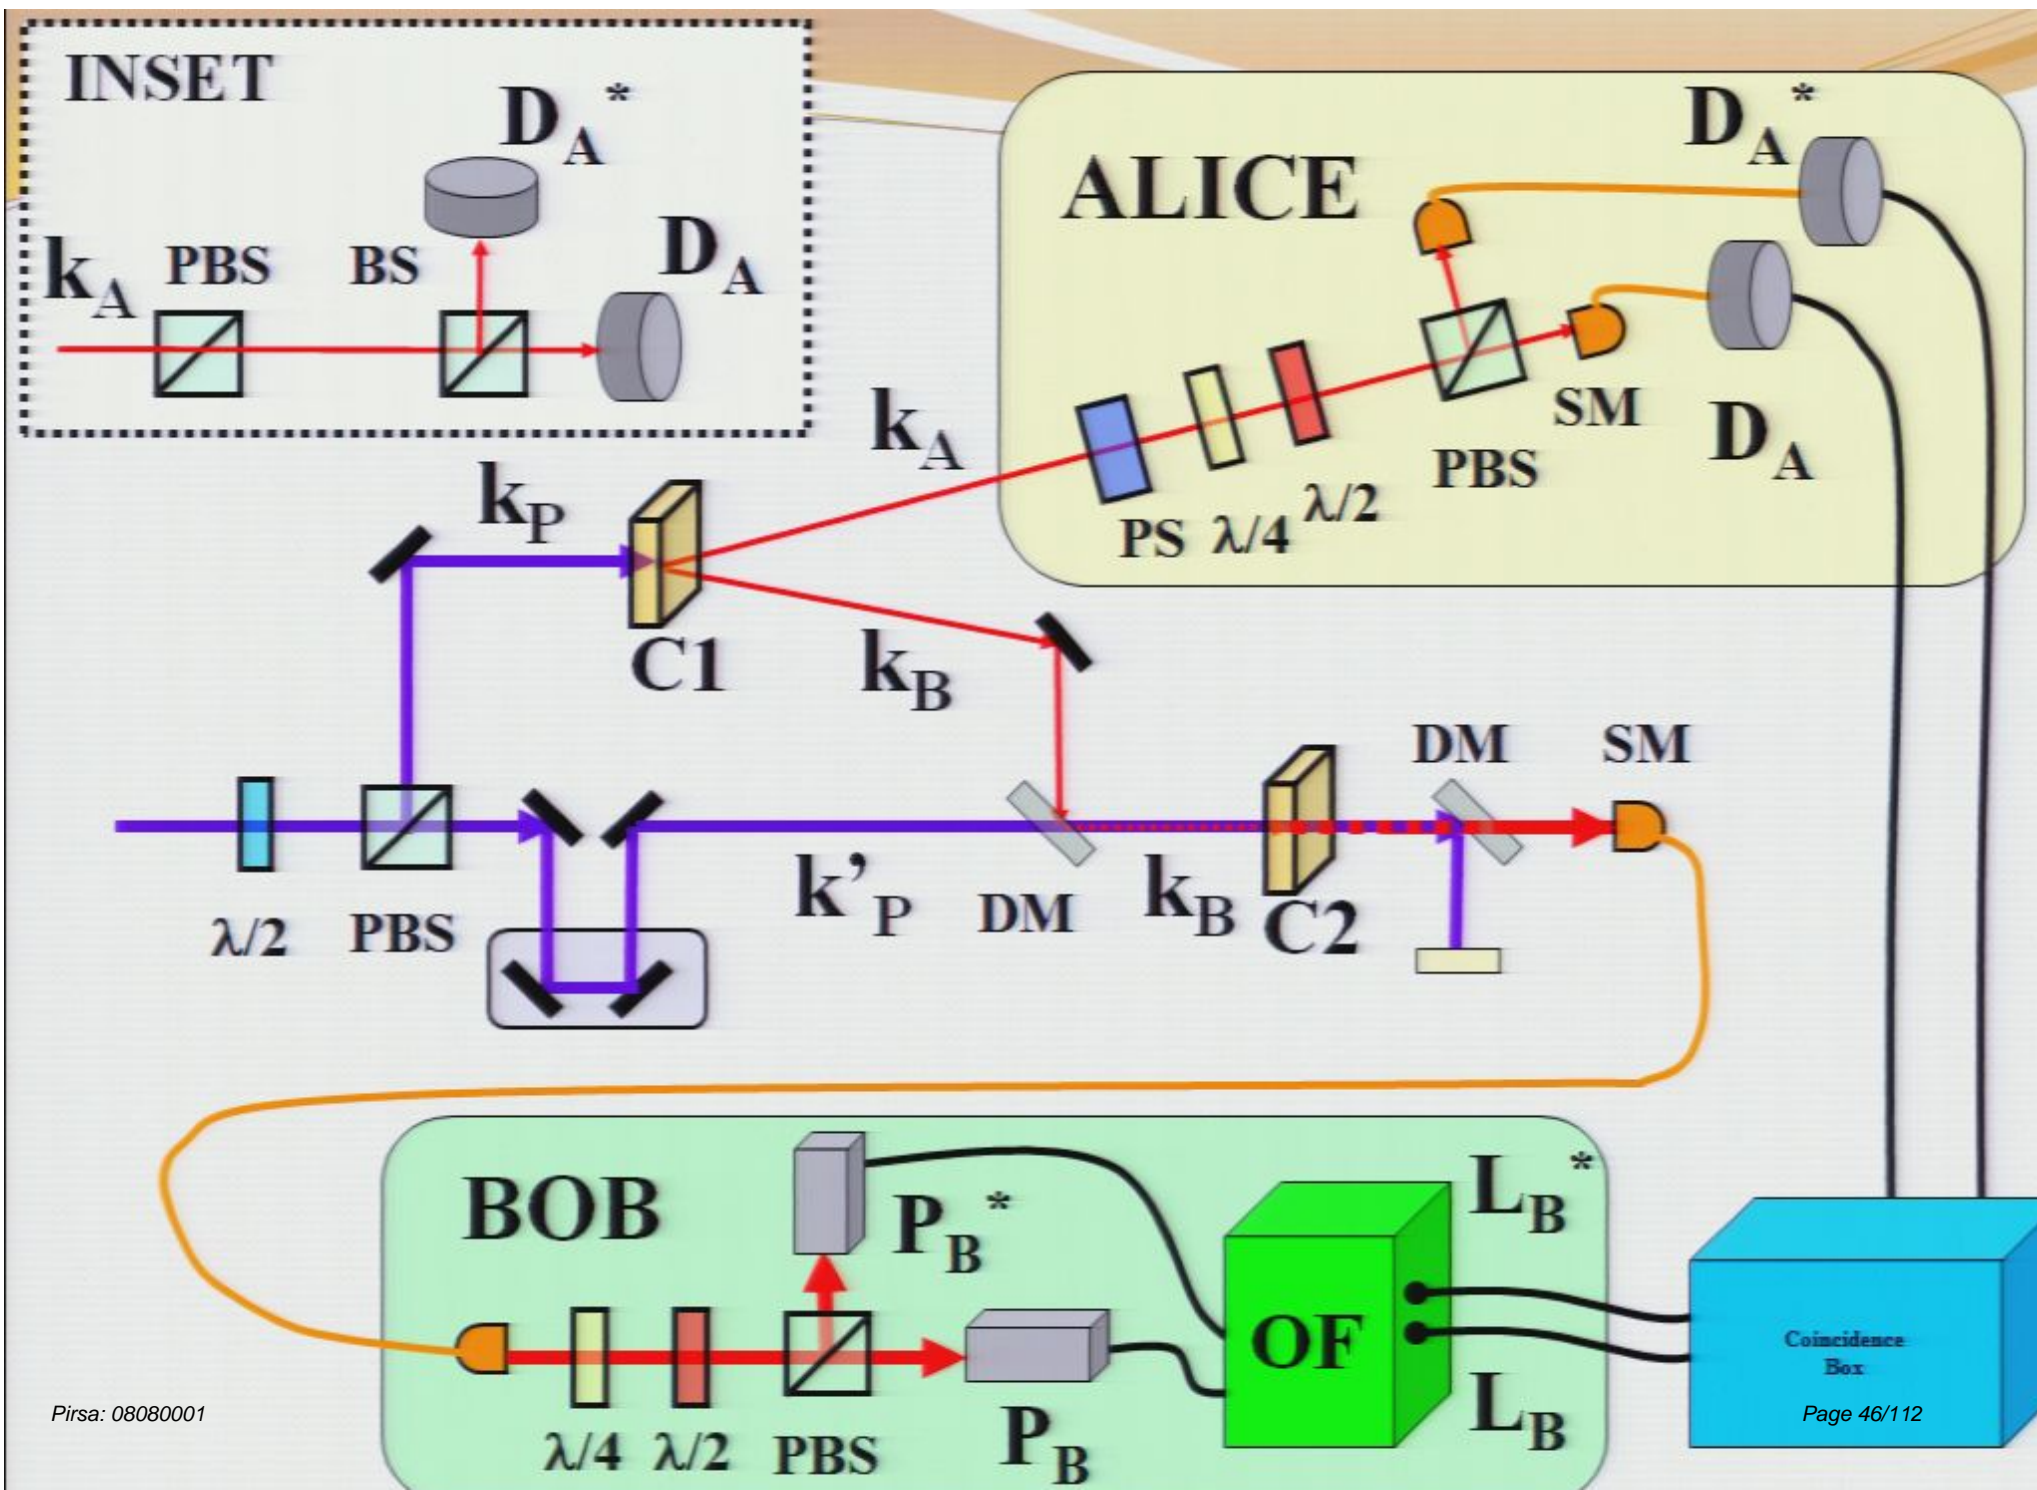 INSET
D_A*
k_A
PBS
BS
D_A
ALICE
D_A*
k_A
PS
λ/4
λ/2
PBS
SM
D_A
k_P
C1
k_B
λ/2
PBS
k'_P
DM
k_B
C2
DM
SM
BOB
P_B*
L_B*
OF
Coincidence
Box
λ/4
λ/2
PBS
P_B
L_B
Pirsa: 08080001
Page 46/112